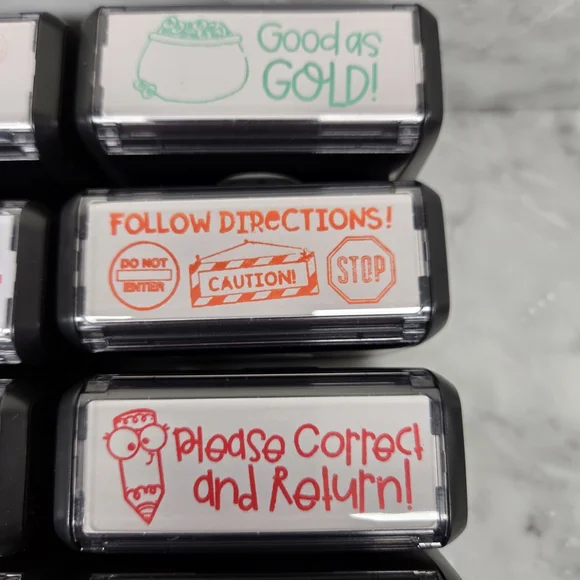 Good as
GOLD!
FOLLOW DIRECTIONS!
DO NOT
ENTER
CAUTION!
STOP
Please Correct
and Return!